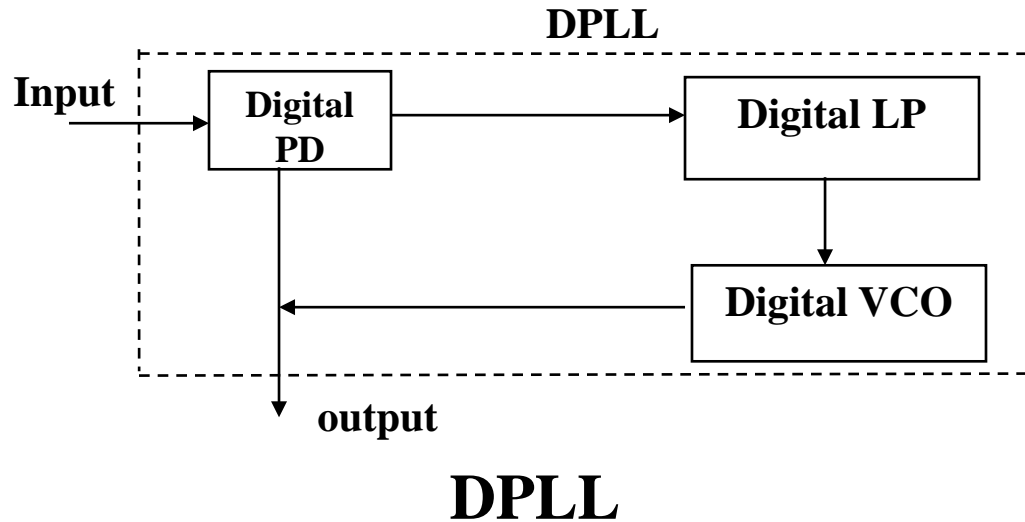 DPLL
Input
Digital
PD
Digital LP
Digital VCO
output
DPLL